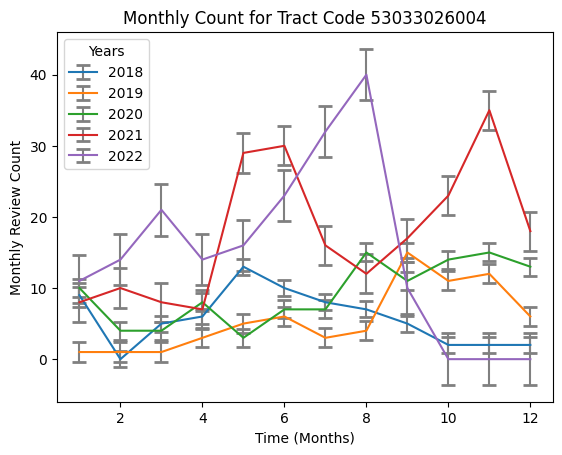 Monthly Count for Tract Code 53033026004
Years
2018
2019
2020
2021
2022
Monthly Review Count
40
30
20
10
0
2 4 6 8 10 12
Time (Months)